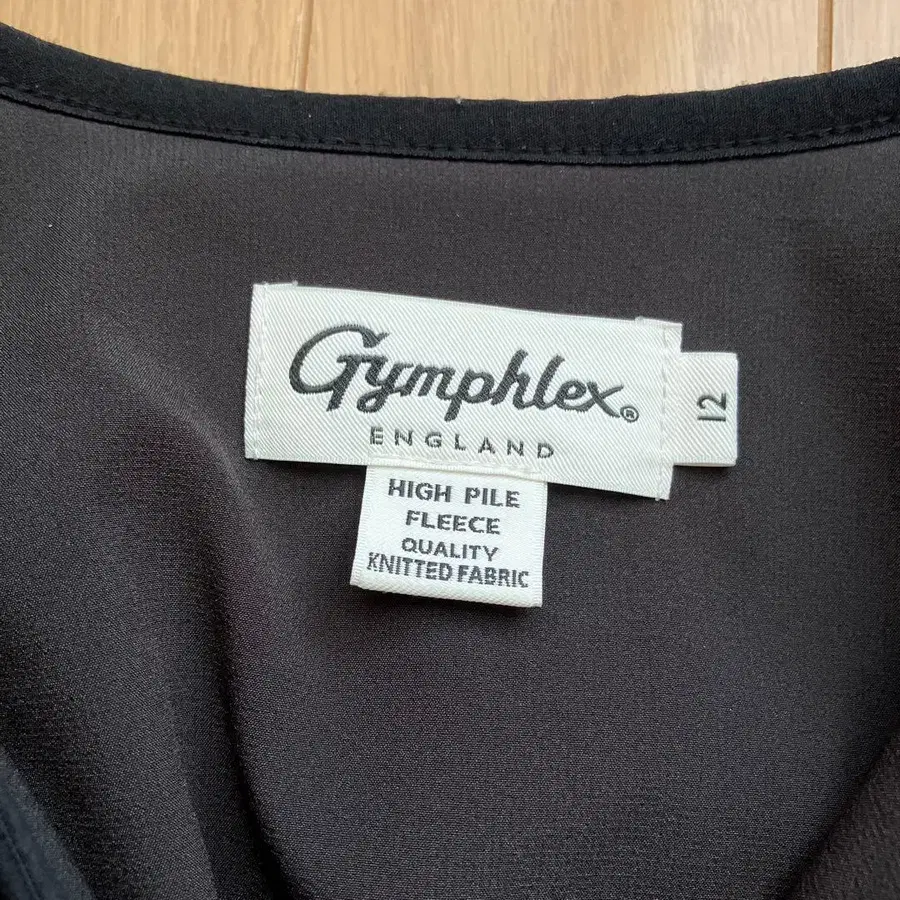 Gymphlex®
ENGLAND
12
HIGH PILE
FLEECE
QUALITY
KNITTED FABRIC